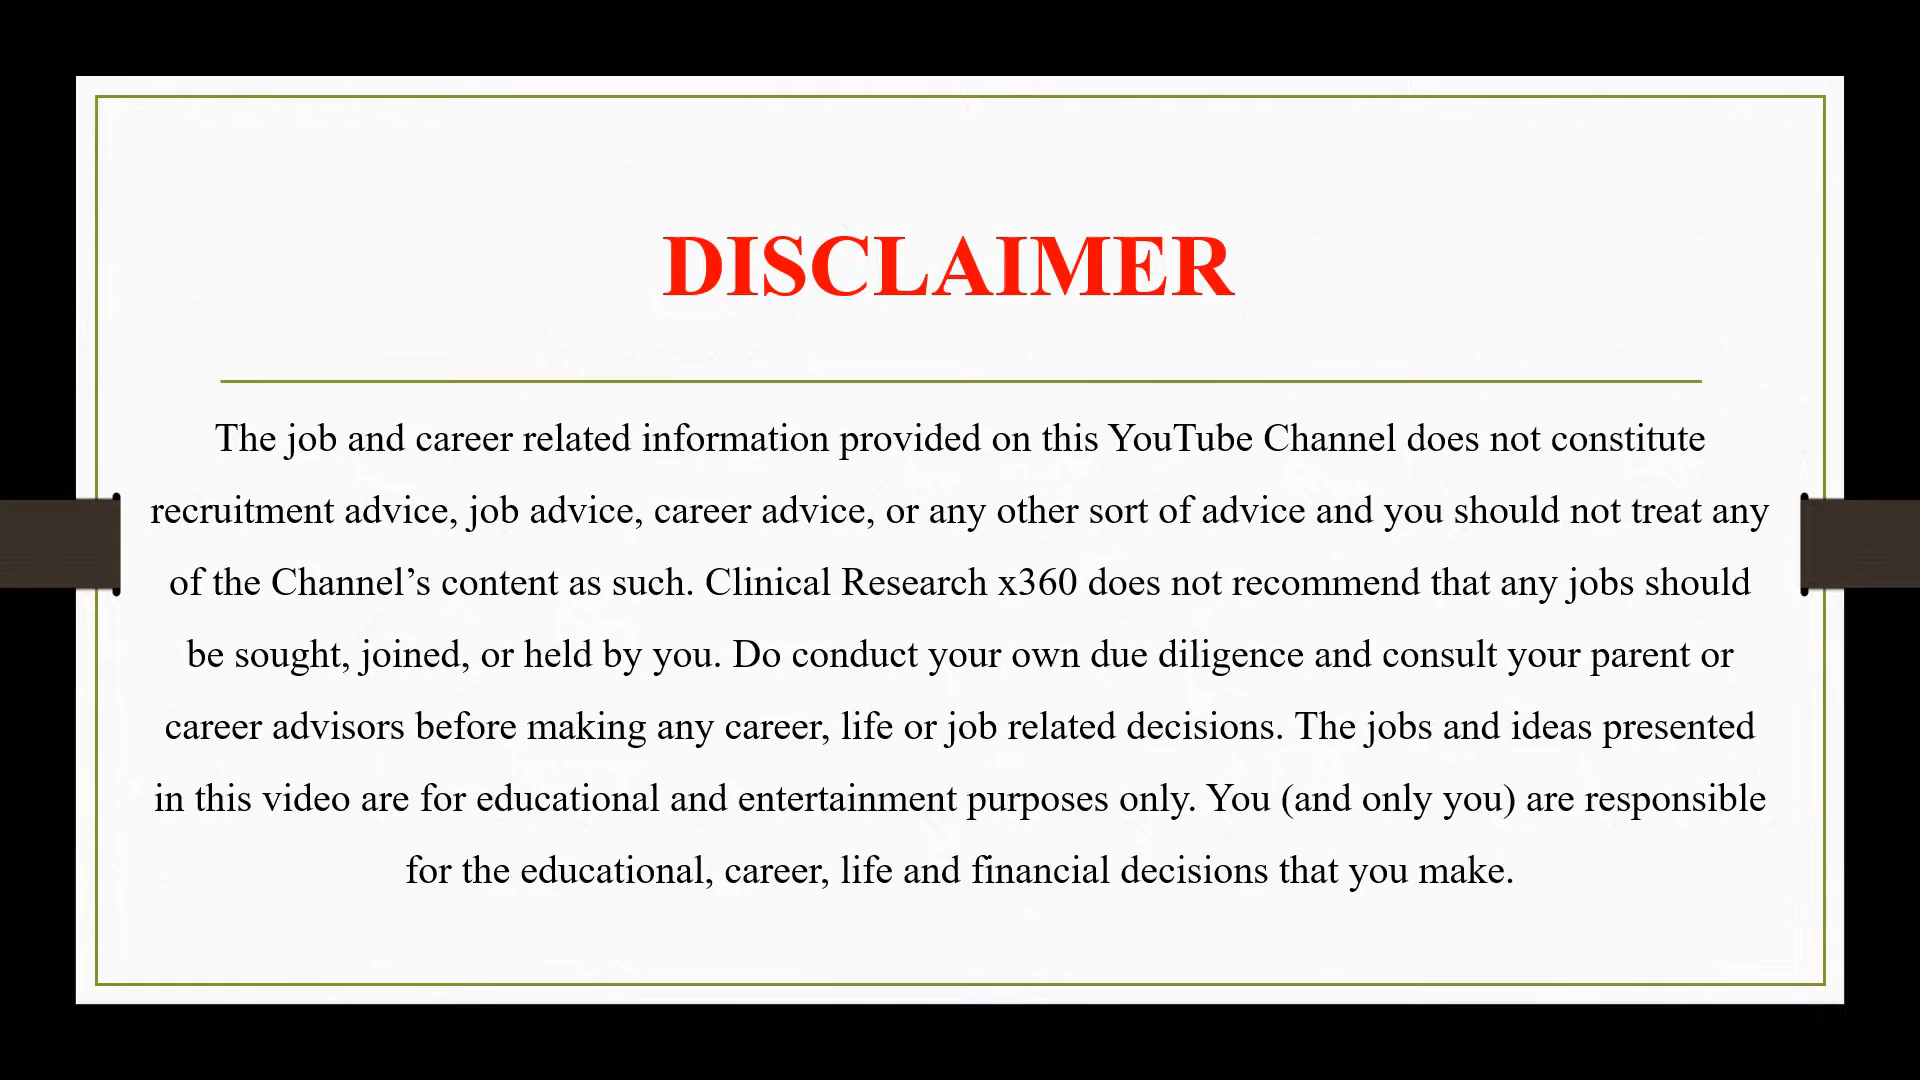 DISCLAIMER
The job and career related information provided on this YouTube Channel does not constitute
recruitment advice, job advice, career advice, or any other sort of advice and you should not treat any
of the Channel’s content as such. Clinical Research x360 does not recommend that any jobs should
be sought, joined, or held by you. Do conduct your own due diligence and consult your parent or
career advisors before making any career, life or job related decisions. The jobs and ideas presented
in this video are for educational and entertainment purposes only. You (and only you) are responsible
for the educational, career, life and financial decisions that you make.